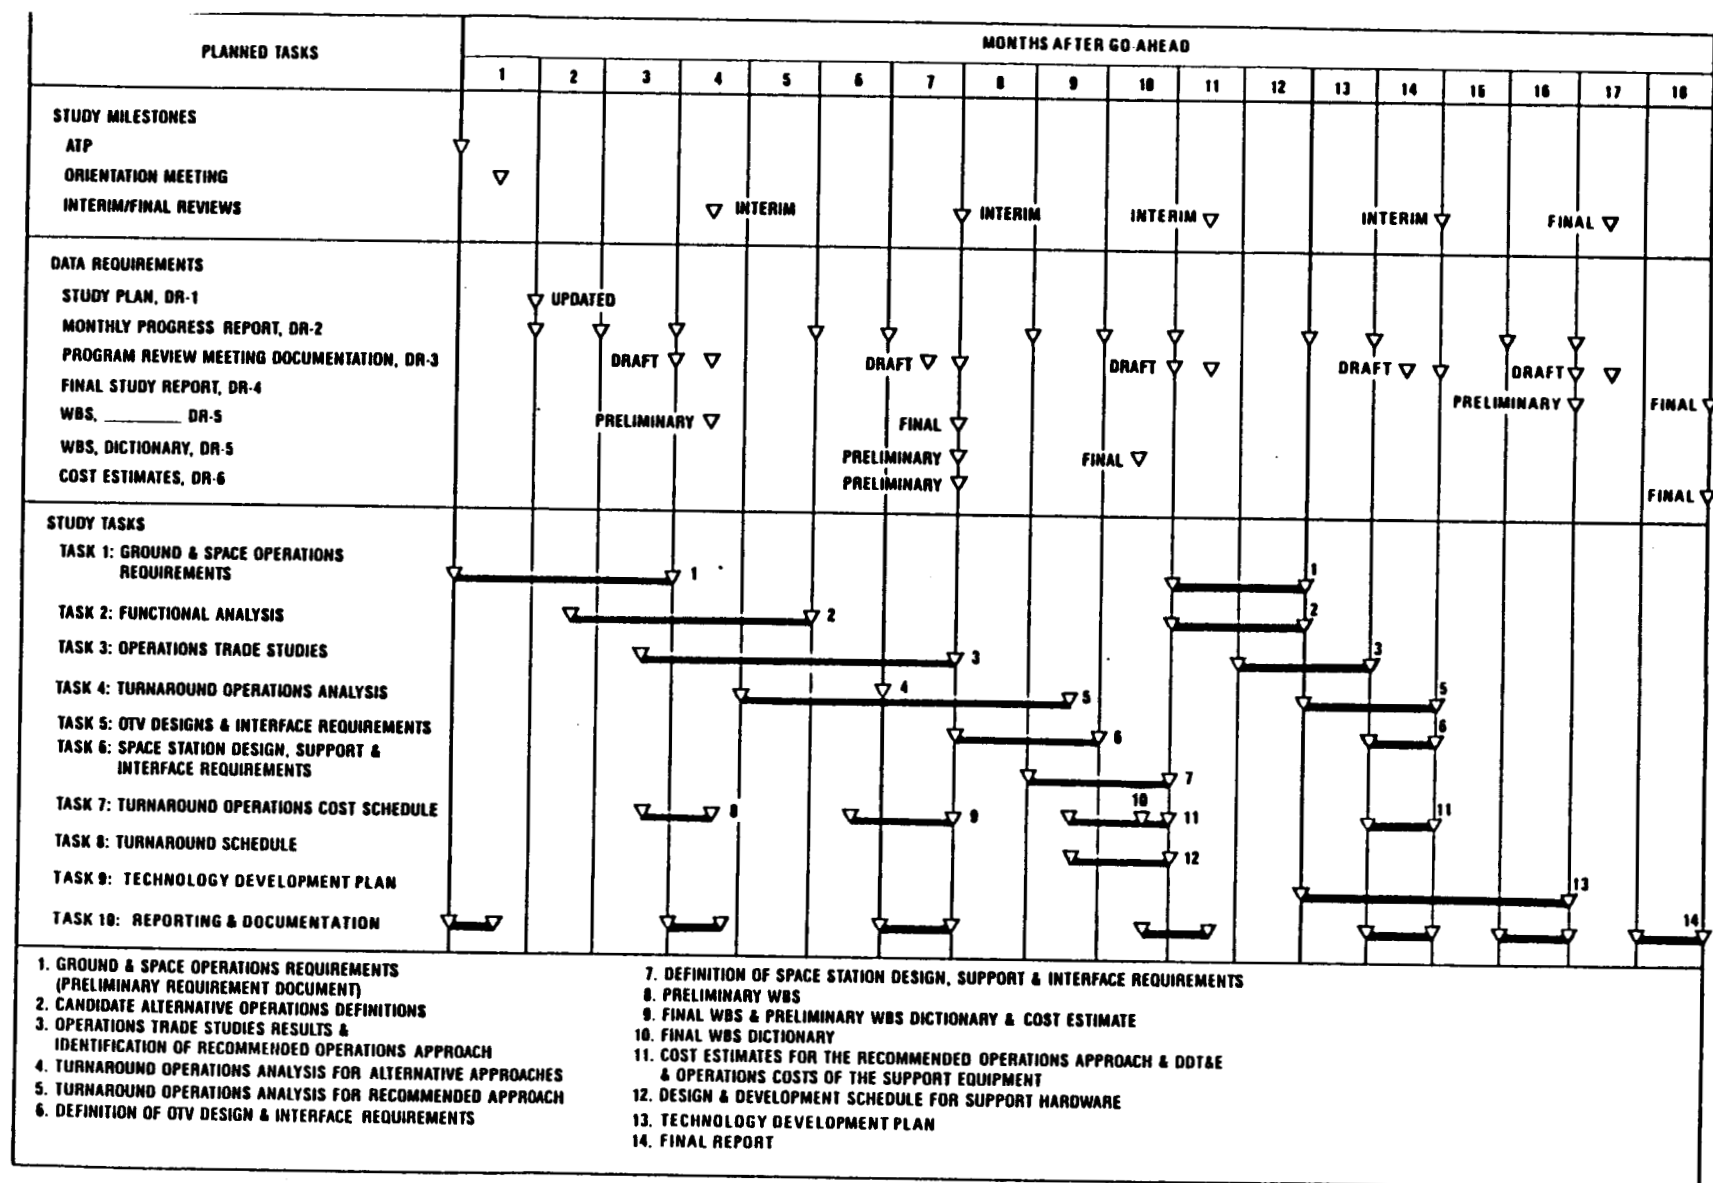 PLANNED TASKS
MONTHS AFTER GO-AHEAD
1 2 3 4 5 6 7 8 9 10 11 12 13 14 15 16 17 18
STUDY MILESTONES
ATP
ORIENTATION MEETING
INTERIM/FINAL REVIEWS INTERIM INTERIM INTERIM INTERIM FINAL
DATA REQUIREMENTS
STUDY PLAN, DR-1 UPDATED
MONTHLY PROGRESS REPORT, DR-2
PROGRAM REVIEW MEETING DOCUMENTATION, DR-3 DRAFT DRAFT DRAFT DRAFT DRAFT
FINAL STUDY REPORT, DR-4 PRELIMINARY FINAL
WBS, ________ DR-5 PRELIMINARY FINAL
WBS, DICTIONARY, DR-5 PRELIMINARY FINAL
COST ESTIMATES, DR-6 PRELIMINARY FINAL
STUDY TASKS
TASK 1: GROUND & SPACE OPERATIONS
REQUIREMENTS 1 1
TASK 2: FUNCTIONAL ANALYSIS 2 2
TASK 3: OPERATIONS TRADE STUDIES 3 3
TASK 4: TURNAROUND OPERATIONS ANALYSIS 4 5 5
TASK 5: OTV DESIGNS & INTERFACE REQUIREMENTS 6 6
TASK 6: SPACE STATION DESIGN, SUPPORT &
INTERFACE REQUIREMENTS 7
TASK 7: TURNAROUND OPERATIONS COST SCHEDULE 8 9 10 11 11
TASK 8: TURNAROUND SCHEDULE 12
TASK 9: TECHNOLOGY DEVELOPMENT PLAN 13
TASK 10: REPORTING & DOCUMENTATION 14
1. GROUND & SPACE OPERATIONS REQUIREMENTS
(PRELIMINARY REQUIREMENT DOCUMENT)
2. CANDIDATE ALTERNATIVE OPERATIONS DEFINITIONS
3. OPERATIONS TRADE STUDIES RESULTS &
IDENTIFICATION OF RECOMMENDED OPERATIONS APPROACH
4. TURNAROUND OPERATIONS ANALYSIS FOR ALTERNATIVE APPROACHES
5. TURNAROUND OPERATIONS ANALYSIS FOR RECOMMENDED APPROACH
6. DEFINITION OF OTV DESIGN & INTERFACE REQUIREMENTS
7. DEFINITION OF SPACE STATION DESIGN, SUPPORT & INTERFACE REQUIREMENTS
8. PRELIMINARY WBS
9. FINAL WBS & PRELIMINARY WBS DICTIONARY & COST ESTIMATE
10. FINAL WBS DICTIONARY
11. COST ESTIMATES FOR THE RECOMMENDED OPERATIONS APPROACH & DDT&E
& OPERATIONS COSTS OF THE SUPPORT EQUIPMENT
12. DESIGN & DEVELOPMENT SCHEDULE FOR SUPPORT HARDWARE
13. TECHNOLOGY DEVELOPMENT PLAN
14. FINAL REPORT